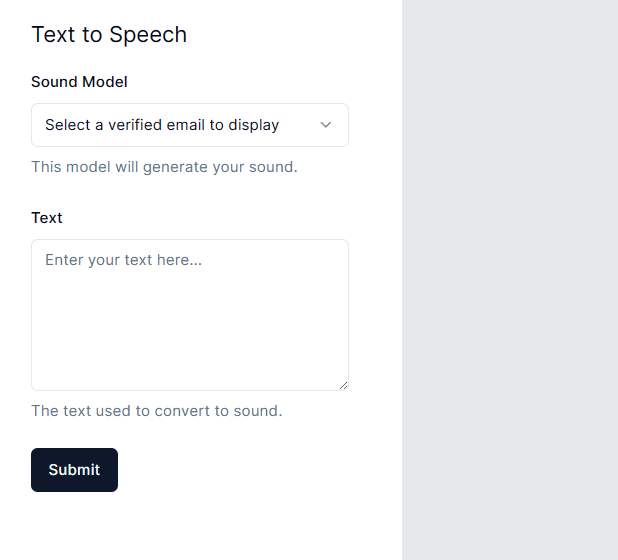 Text to Speech
Sound Model
Select a verified email to display
This model will generate your sound.
Text
Enter your text here...
The text used to convert to sound.
Submit